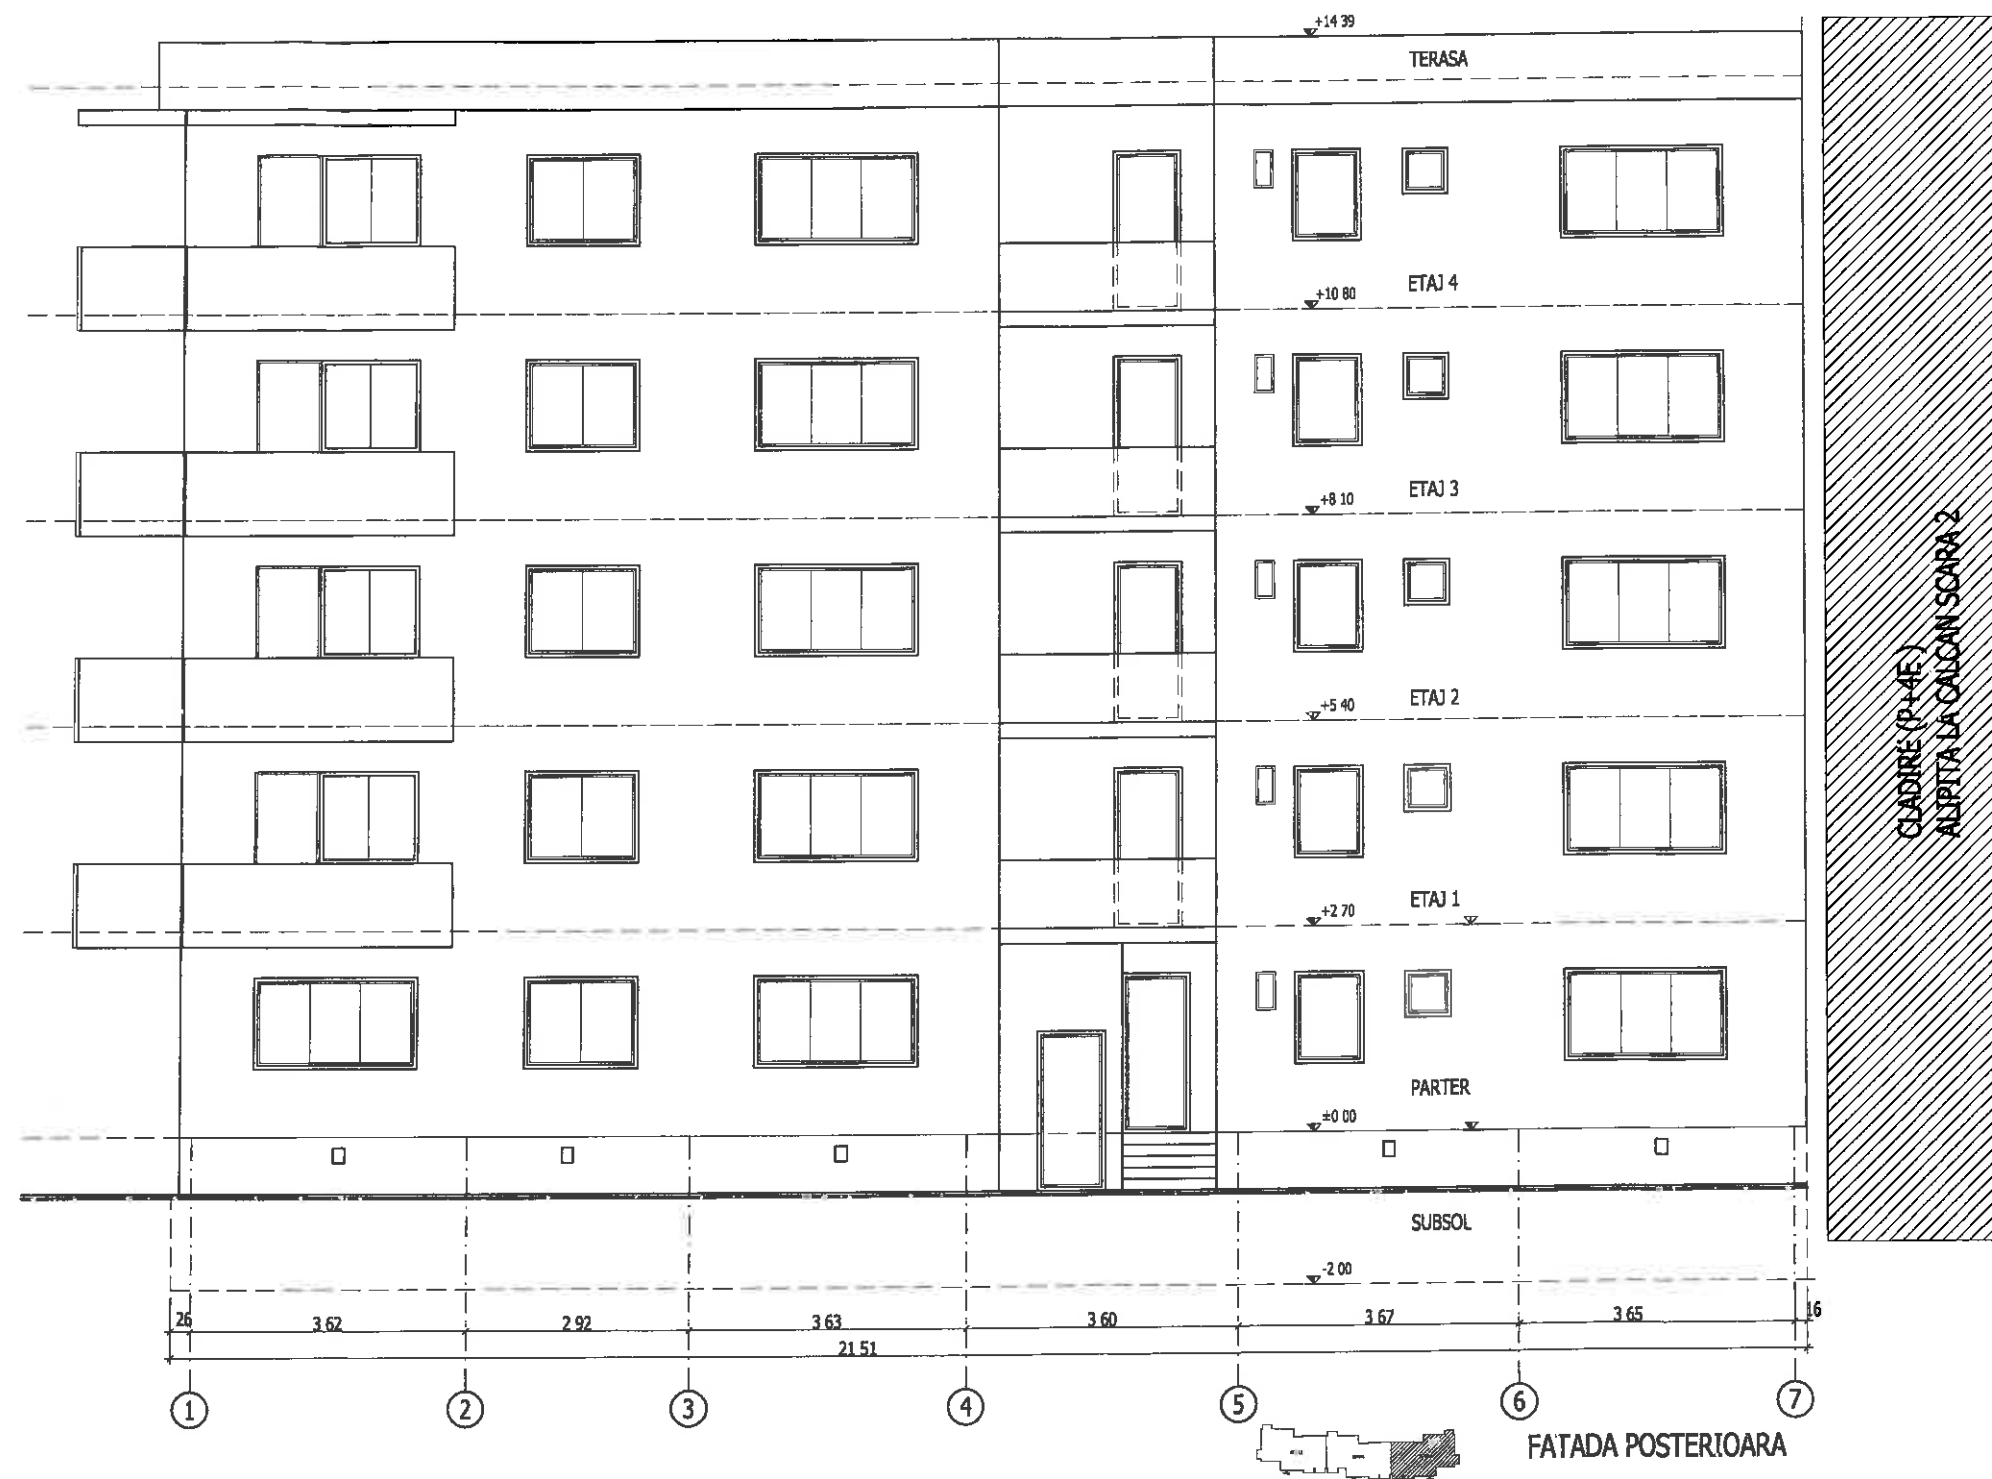 +14 39
TERASA
ETAJ 4
+10 80
ETAJ 3
+8 10
ETAJ 2
+5 40
ETAJ 1
+2 70
PARTER
±0 00
SUBSOL
-2 00
26 3 62 2 92 3 63 3 60 3 67 3 65 16
21 51
1 2 3 4 5 6 7
FATADA POSTERIOARA
CLADIRE (P+4E)
ALIPITA LA CALCAN SCARA 2